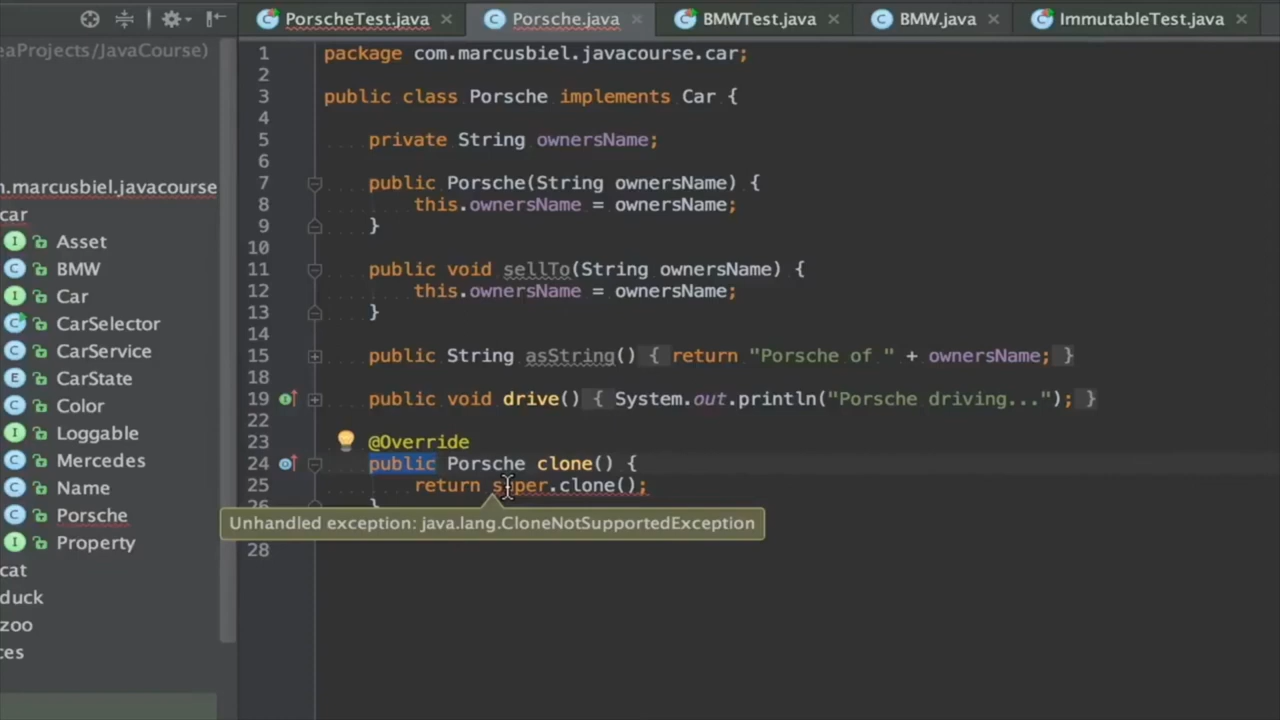 PorscheTest.java
Porsche.java
BMWTest.java
BMW.java
ImmutableTest.java
eaProjects/JavaCourse)
m.marcusbiel.javacourse
car
Asset
BMW
Car
CarSelector
CarService
CarState
Color
Loggable
Mercedes
Name
Porsche
Property
cat
duck
zoo
ces
1 package com.marcusbiel.javacourse.car;
2
3 public class Porsche implements Car {
4
5 private String ownersName;
6
7 public Porsche(String ownersName) {
8 this.ownersName = ownersName;
9 }
10
11 public void sellTo(String ownersName) {
12 this.ownersName = ownersName;
13 }
14
15 public String asString() { return "Porsche of " + ownersName; }
18
19 public void drive() { System.out.println("Porsche driving..."); }
22
23 @Override
24 public Porsche clone() {
25 return super.clone();
26 }
Unhandled exception: java.lang.CloneNotSupportedException
28